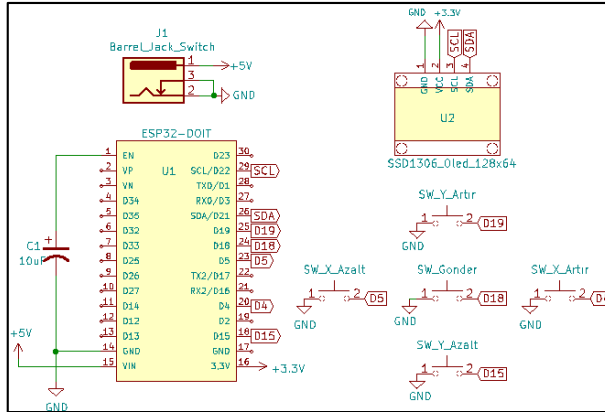 J1
Barrel_Jack_Switch
1
3
2
+5V
GND
GND
+3.3V
SCL
SDA
1
2
3
4
GND
VCC
SCL
SDA
U2
SSD1306_Oled_128x64
ESP32-DOIT
U1
1 EN D23 30
2 VP SCL/D22 29 SCL
3 VN TXD/D1 28
4 D34 RX0/D3 27
5 D35 SDA/D21 26 SDA
6 D32 D19 25 D19
7 D33 D18 24 D18
8 D25 D5 23 D5
9 D26 TX2/D17 22
10 D27 RX2/D16 21
11 D14 D4 20 D4
12 D12 D2 19
13 D13 D15 18 D15
14 GND GND 17
15 VIN 3.3V 16 +3.3V
C1
10uF
+
+5V
GND
SW_Y_Artır
1 2 D19
GND
SW_X_Azalt
1 2 D5
GND
SW_Gonder
1 2 D18
GND
SW_X_Artır
1 2 D4
GND
SW_Y_Azalt
1 2 D15
GND